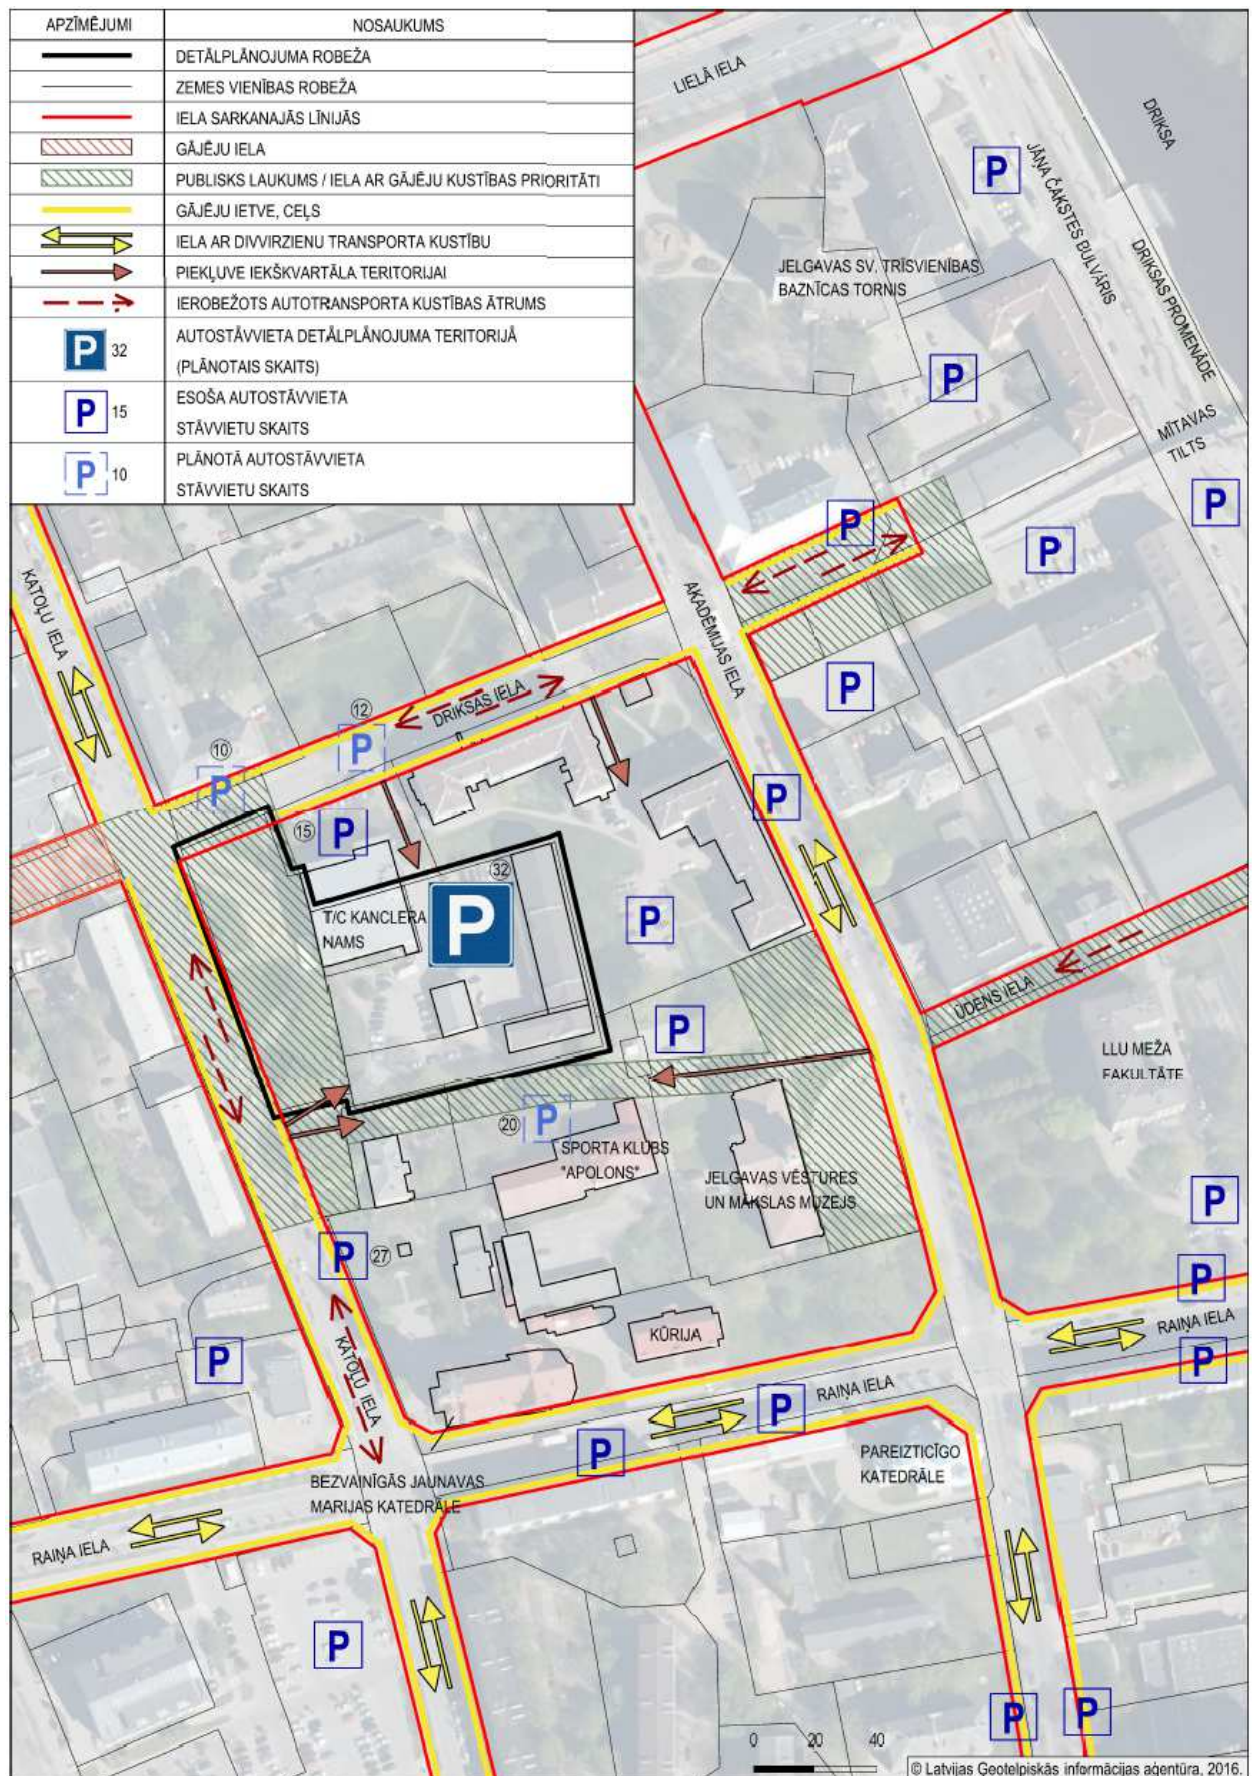 APZĪMĒJUMI NOSAUKUMS
DETĀLPLĀNOJUMA ROBEŽA
ZEMES VIENĪBAS ROBEŽA
IELA SARKANAJĀS LĪNIJĀS
GĀJĒJU IELA
PUBLISKS LAUKUMS / IELA AR GĀJĒJU KUSTĪBAS PRIORITĀTI
GĀJĒJU IETVE, CEĻŠ
IELA AR DIVVIRZIENU TRANSPORTA KUSTĪBU
PIEKĻUVE IEKŠKVARTĀLA TERITORIJAI
IEROBEŽOTS AUTOTRANSPORTA KUSTĪBAS ĀTRUMS
P 32 AUTOSTĀVVIETA DETĀLPLĀNOJUMA TERITORIJĀ
(PLĀNOTAIS SKAITS)
P 15 ESOŠA AUTOSTĀVVIETA
STĀVVIETU SKAITS
P 10 PLĀNOTĀ AUTOSTĀVVIETA
STĀVVIETU SKAITS
LIELĀ IELA
DRIKSA
P
JĀŅA ČAKSTES BULVĀRIS
DRIKSAS PROMENĀDE
JELGAVAS SV. TRĪSVIENĪBAS
BAZNĪCAS TORNIS
P
MĪTAVAS
TILTS
P
P
P
KATOĻU IELA
AKADĒMIJAS IELA
P
DRIKSAS IELA
12
P
10
P
P
15
P
32
P
T/C KANCLERA
NAMS
P
P
ŪDENS IELA
LLU MEŽA
FAKULTĀTE
20
P
SPORTA KLUBS
"APOLONS"
JELGAVAS VĒSTURES
UN MĀKSLAS MUZEJS
P
P
27
P
KŪRIJA
P
RAIŅA IELA
P
KATOĻU IELA
P
RAIŅA IELA
P
PAREIZTICĪGO
KATEDRĀLE
BEZVAINĪGĀS JAUNAVAS
MARIJAS KATEDRĀLE
RAIŅA IELA
P
P
P
0 20 40
© Latvijas Ģeotelpiskās informācijas aģentūra, 2016.